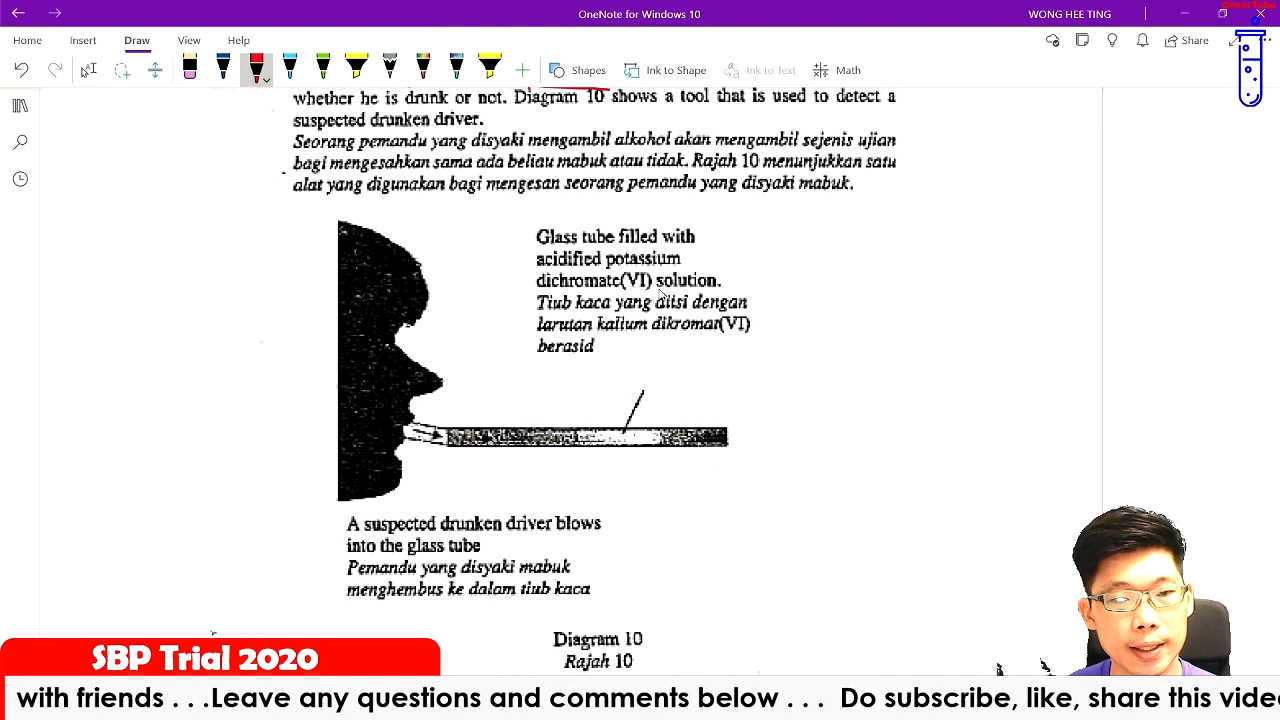 OneNote for Windows 10
WONG HEE TING
Home
Insert
Draw
View
Help
Share
Shapes
Ink to Shape
Ink to Text
Math
whether he is drunk or not. Diagram 10 shows a tool that is used to detect a
suspected drunken driver.
Seorang pemandu yang disyaki mengambil alkohol akan mengambil sejenis ujian
bagi mengesahkan sama ada beliau mabuk atau tidak. Rajah 10 menunjukkan satu
alat yang digunakan bagi mengesan seorang pemandu yang disyaki mabuk.
Glass tube filled with
acidified potassium
dichromate(VI) solution.
Tiub kaca yang diisi dengan
larutan kalium dikromat(VI)
berasid
A suspected drunken driver blows
into the glass tube
Pemandu yang disyaki mabuk
menghembus ke dalam tiub kaca
Diagram 10
Rajah 10
SBP Trial 2020
with friends . . .Leave any questions and comments below . . . Do subscribe, like, share this vide